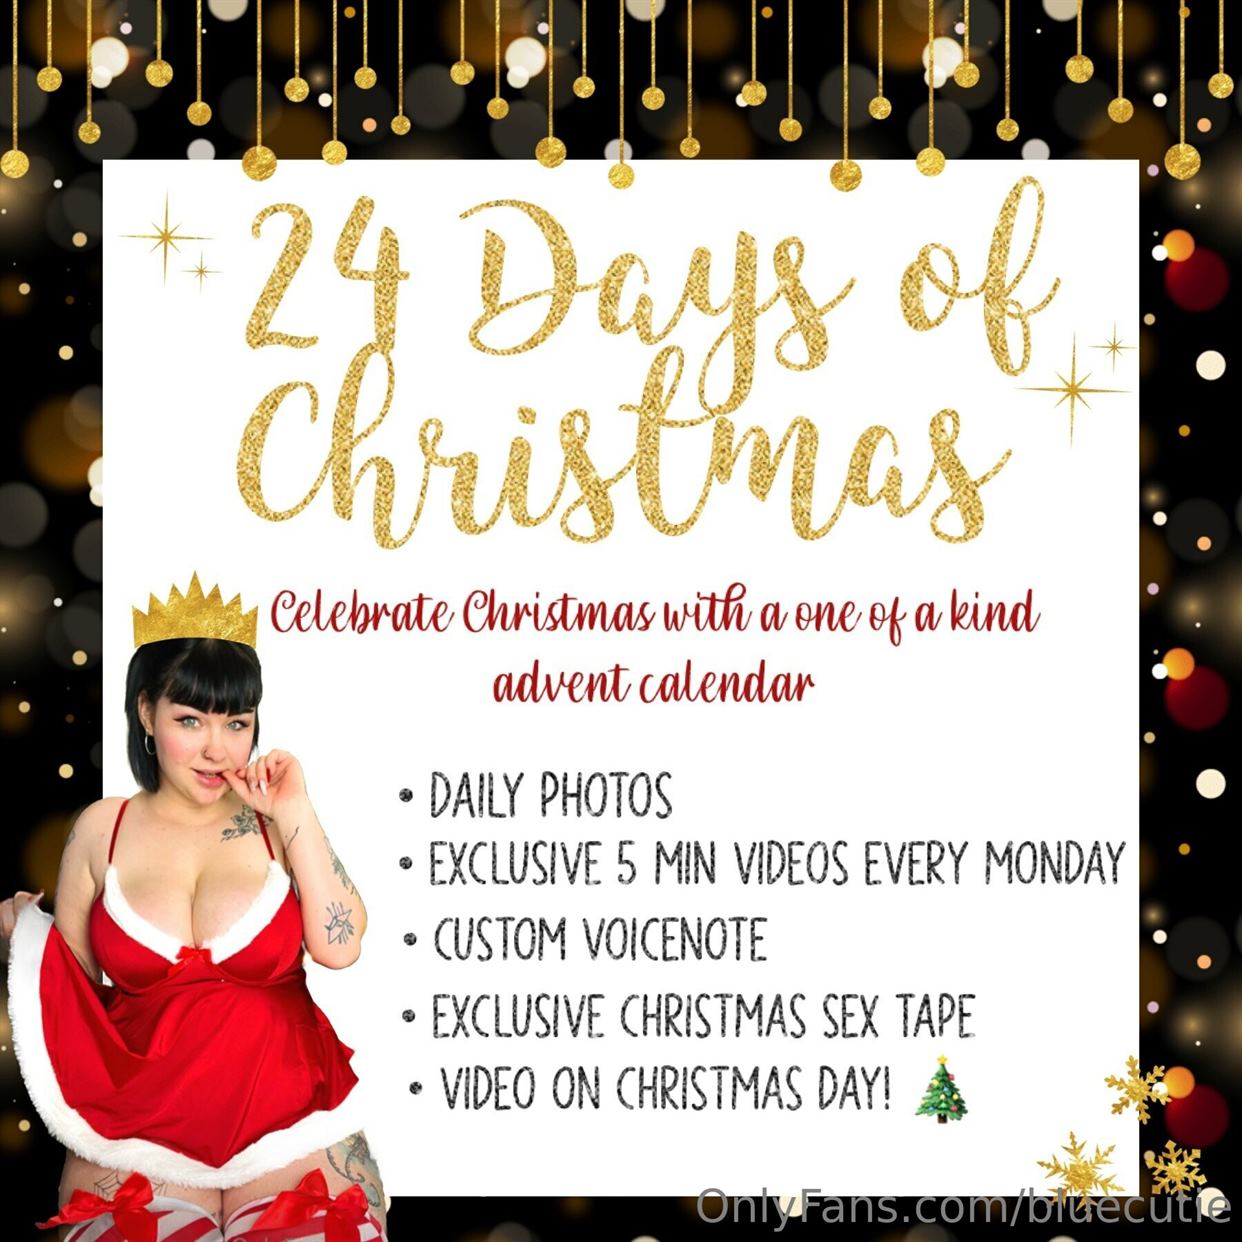 24 Days of
Christmas
Celebrate Christmas with a one of a kind
advent calendar
• DAILY PHOTOS
• EXCLUSIVE 5 MIN VIDEOS EVERY MONDAY
• CUSTOM VOICENOTE
• EXCLUSIVE CHRISTMAS SEX TAPE
• VIDEO ON CHRISTMAS DAY! 🎄
OnlyFans.com/bluecutie